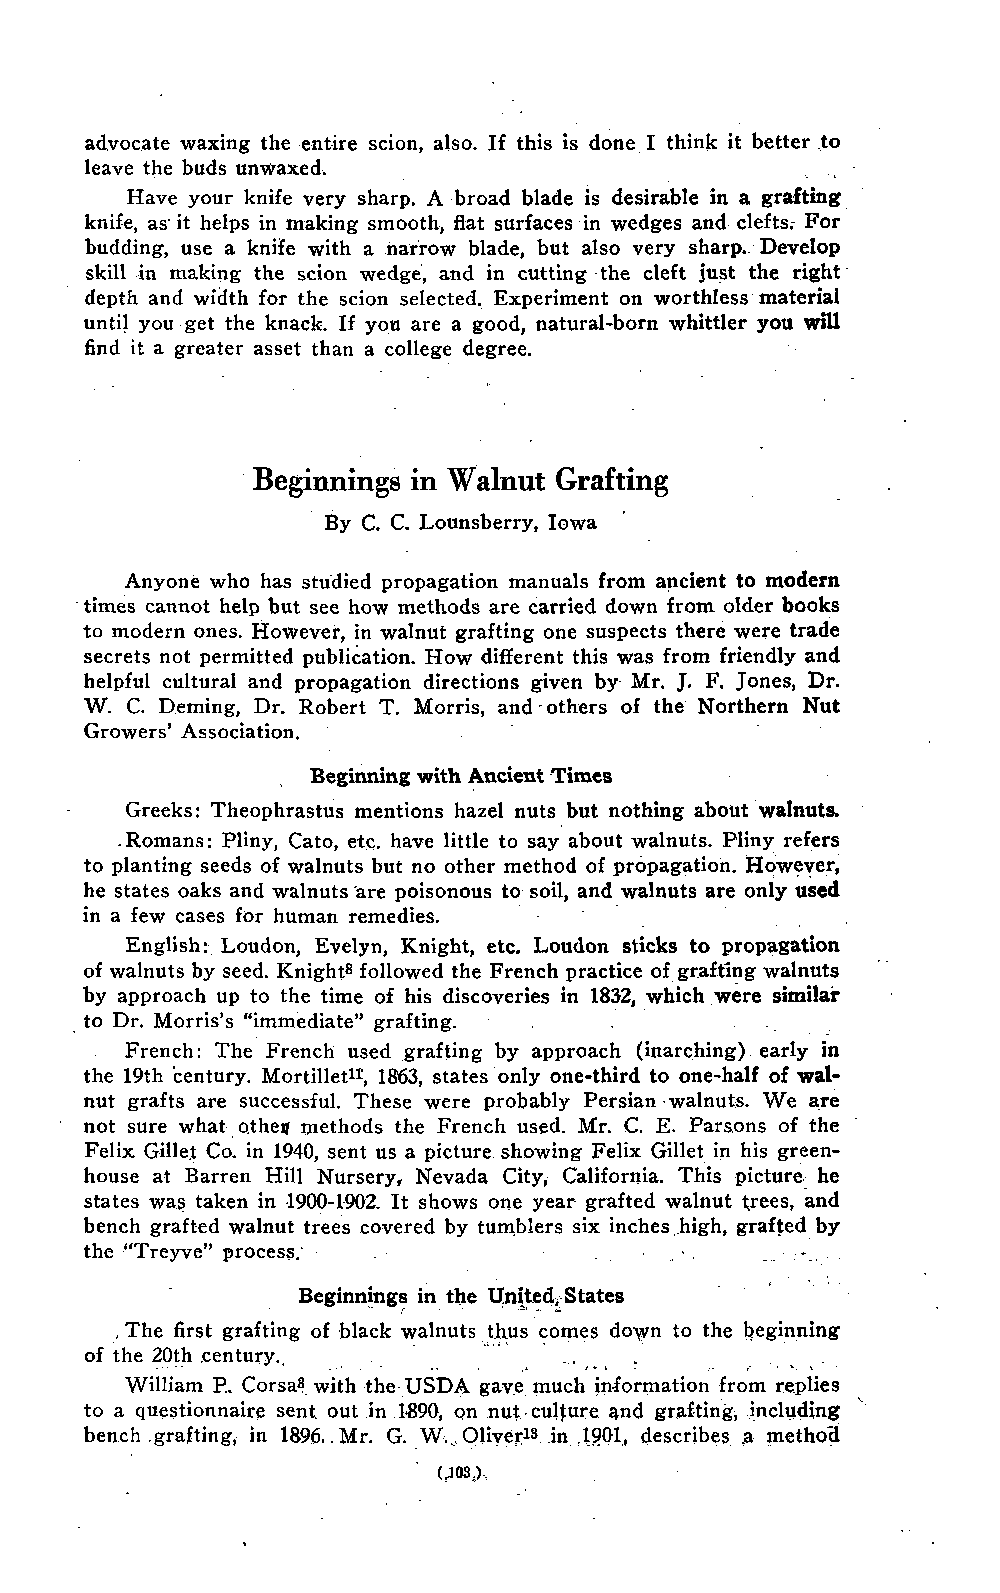 advocate waxing the entire scion, also. If this is done I think it better to
leave the buds unwaxed.
Have your knife very sharp. A broad blade is desirable in a grafting
knife, as it helps in making smooth, flat surfaces in wedges and clefts. For
budding, use a knife with a narrow blade, but also very sharp. Develop
skill in making the scion wedge, and in cutting the cleft just the right
depth and width for the scion selected. Experiment on worthless material
until you get the knack. If you are a good, natural-born whittler you will
find it a greater asset than a college degree.
Beginnings in Walnut Grafting
By C. C. Lounsberry, Iowa
Anyone who has studied propagation manuals from ancient to modern
times cannot help but see how methods are carried down from older books
to modern ones. However, in walnut grafting one suspects there were trade
secrets not permitted publication. How different this was from friendly and
helpful cultural and propagation directions given by Mr. J. F. Jones, Dr.
W. C. Deming, Dr. Robert T. Morris, and others of the Northern Nut
Growers' Association.
Beginning with Ancient Times
Greeks: Theophrastus mentions hazel nuts but nothing about walnuts.
Romans: Pliny, Cato, etc. have little to say about walnuts. Pliny refers
to planting seeds of walnuts but no other method of propagation. However,
he states oaks and walnuts are poisonous to soil, and walnuts are only used
in a few cases for human remedies.
English: Loudon, Evelyn, Knight, etc. Loudon sticks to propagation
of walnuts by seed. Knight⁸ followed the French practice of grafting walnuts
by approach up to the time of his discoveries in 1832, which were similar
to Dr. Morris's "immediate" grafting.
French: The French used grafting by approach (inarching) early in
the 19th century. Mortillet¹¹, 1863, states only one-third to one-half of wal-
nut grafts are successful. These were probably Persian walnuts. We are
not sure what other methods the French used. Mr. C. E. Parsons of the
Felix Gillet Co. in 1940, sent us a picture showing Felix Gillet in his green-
house at Barren Hill Nursery, Nevada City, California. This picture he
states was taken in 1900-1902. It shows one year grafted walnut trees, and
bench grafted walnut trees covered by tumblers six inches high, grafted by
the "Treyve" process.
Beginnings in the United States
The first grafting of black walnuts thus comes down to the beginning
of the 20th century.
William P. Corsa⁸ with the USDA gave much information from replies
to a questionnaire sent out in 1890, on nut culture and grafting, including
bench grafting, in 1896. Mr. G. W. Oliver¹³ in 1901, describes a method
(103)